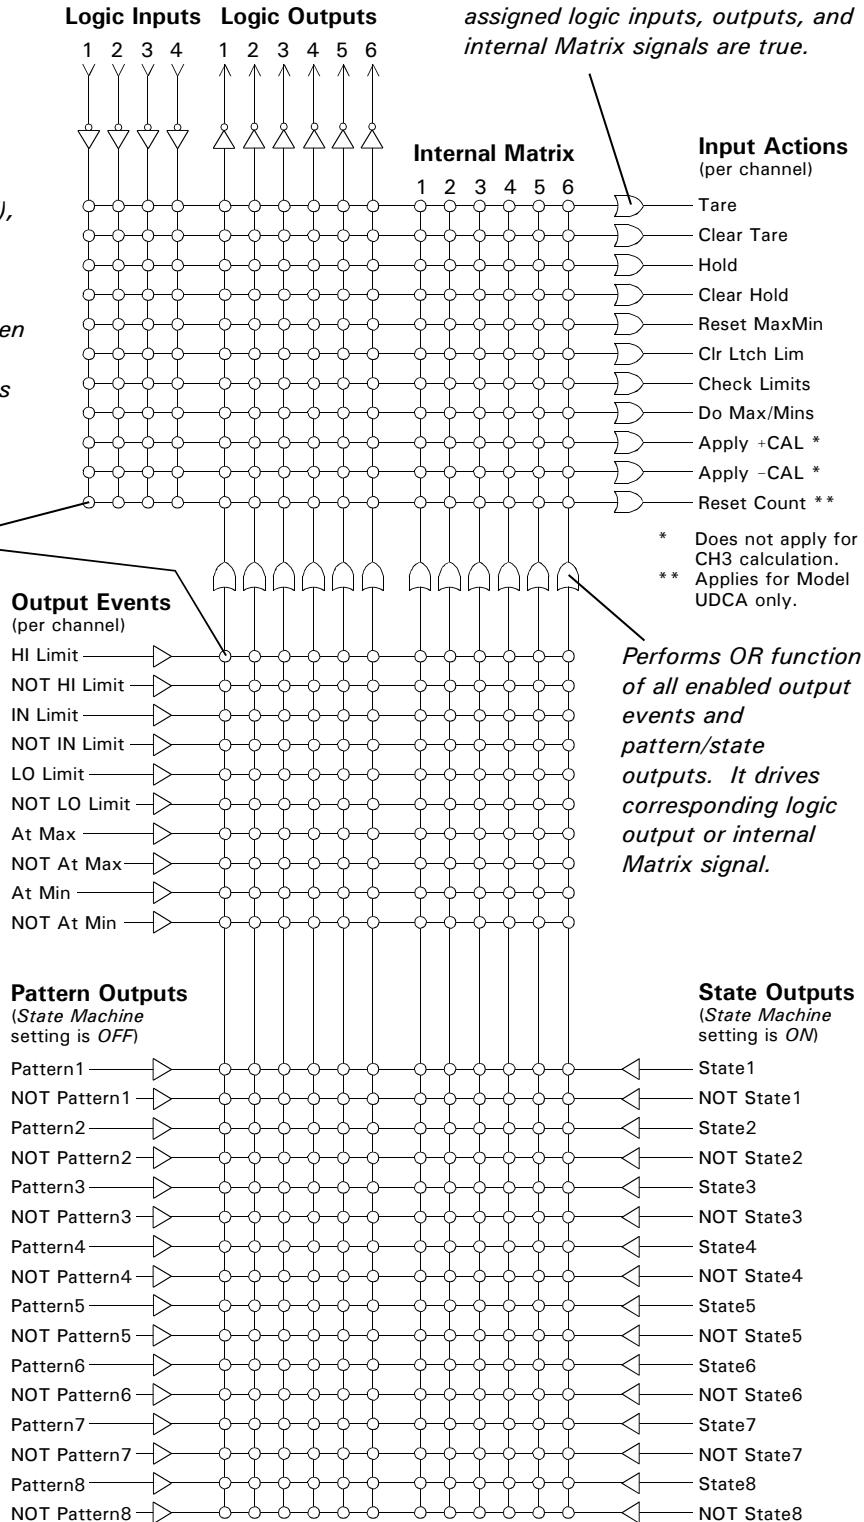 Logic Inputs Logic Outputs
1 2 3 4 1 2 3 4 5 6
assigned logic inputs, outputs, and
internal Matrix signals are true.
Internal Matrix
1 2 3 4 5 6
Input Actions
(per channel)
),
en
s
Tare
Clear Tare
Hold
Clear Hold
Reset MaxMin
Clr Ltch Lim
Check Limits
Do Max/Mins
Apply +CAL *
Apply -CAL *
Reset Count **
* Does not apply for
CH3 calculation.
** Applies for Model
UDCA only.
Output Events
(per channel)
HI Limit
NOT HI Limit
IN Limit
NOT IN Limit
LO Limit
NOT LO Limit
At Max
NOT At Max
At Min
NOT At Min
Performs OR function
of all enabled output
events and
pattern/state
outputs. It drives
corresponding logic
output or internal
Matrix signal.
Pattern Outputs
(State Machine
setting is OFF)
Pattern1
NOT Pattern1
Pattern2
NOT Pattern2
Pattern3
NOT Pattern3
Pattern4
NOT Pattern4
Pattern5
NOT Pattern5
Pattern6
NOT Pattern6
Pattern7
NOT Pattern7
Pattern8
NOT Pattern8
State Outputs
(State Machine
setting is ON)
State1
NOT State1
State2
NOT State2
State3
NOT State3
State4
NOT State4
State5
NOT State5
State6
NOT State6
State7
NOT State7
State8
NOT State8